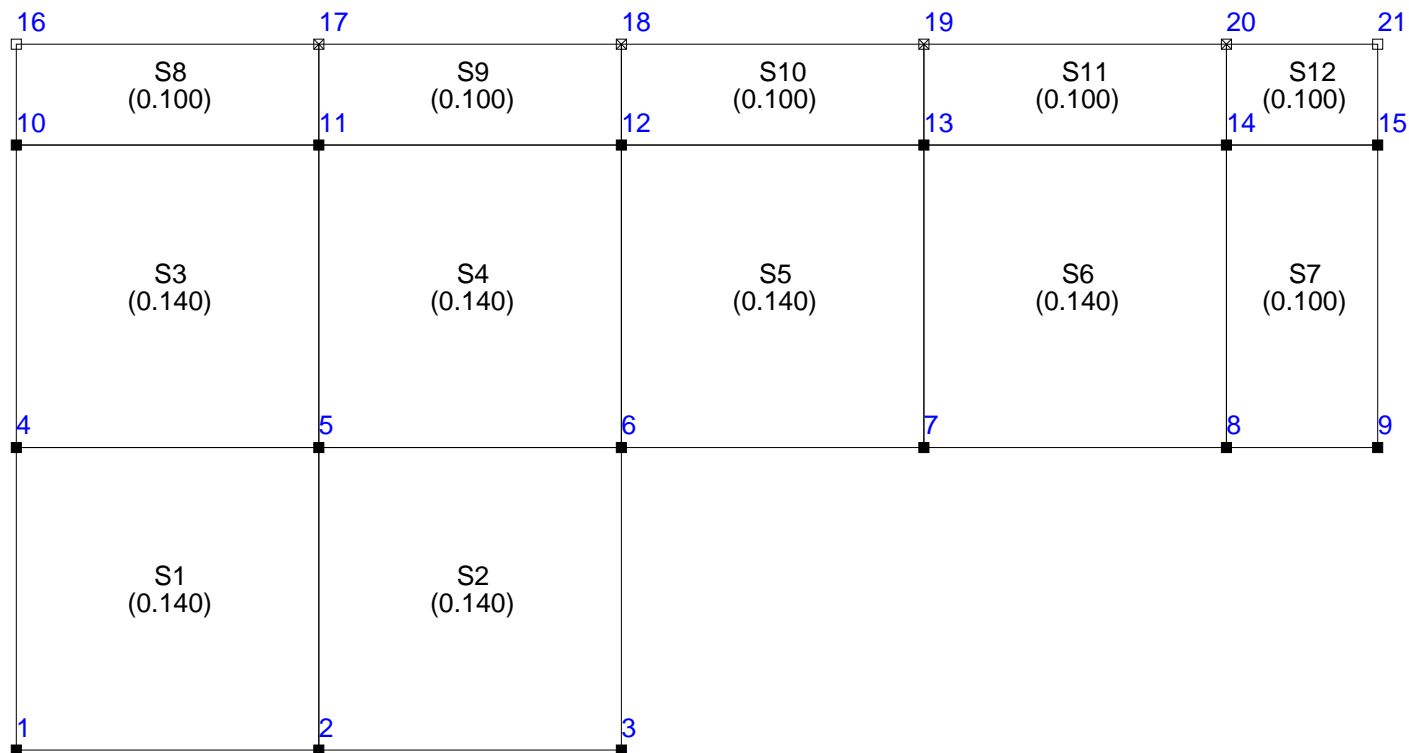 16 17 18 19 20 21
S8 S9 S10 S11 S12
(0.100) (0.100) (0.100) (0.100) (0.100)
10 11 12 13 14 15
S3 S4 S5 S6 S7
(0.140) (0.140) (0.140) (0.140) (0.100)
4 5 6 7 8 9
S1 S2
(0.140) (0.140)
1 2 3